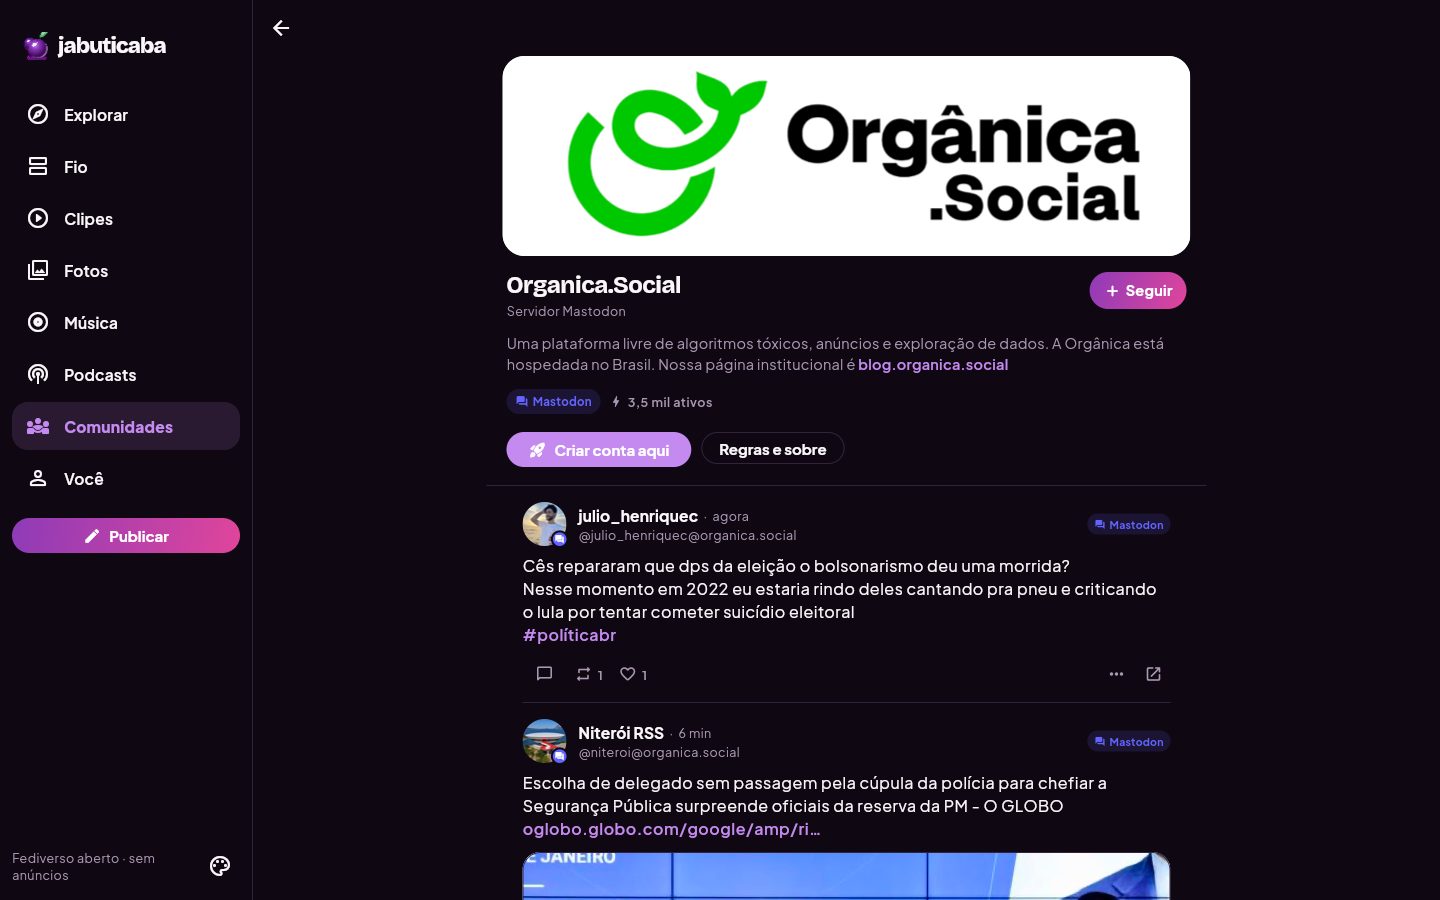 jabuticaba
Explorar
Fio
Clipes
Fotos
Música
Podcasts
Comunidades
Você
Publicar
Fediverso aberto · sem
anúncios
Orgânica
.Social
Organica.Social
Seguir
Servidor Mastodon
Uma plataforma livre de algoritmos tóxicos, anúncios e exploração de dados. A Orgânica está
hospedada no Brasil. Nossa página institucional é blog.organica.social
Mastodon
3,5 mil ativos
Criar conta aqui
Regras e sobre
julio_henriquec · agora
@julio_henriquec@organica.social
Mastodon
Cês repararam que dps da eleição o bolsonarismo deu uma morrida?
Nesse momento em 2022 eu estaria rindo deles cantando pra pneu e criticando
o lula por tentar cometer suicídio eleitoral
#políticabr
1
1
Niterói RSS · 6 min
@niteroi@organica.social
Mastodon
Escolha de delegado sem passagem pela cúpula da polícia para chefiar a
Segurança Pública surpreende oficiais da reserva da PM - O GLOBO
oglobo.globo.com/google/amp/ri…
E JANEIRO